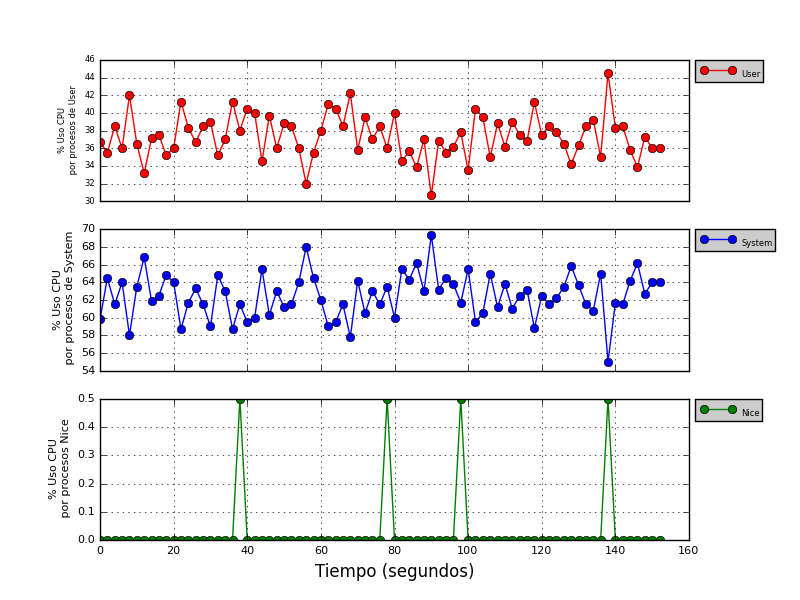 46
44
42
40
38
36
34
32
30
% Uso CPU
por procesos de User
User
70
68
66
64
62
60
58
56
54
% Uso CPU
por procesos de System
System
0.5
0.4
0.3
0.2
0.1
0.0
% Uso CPU
por procesos Nice
Nice
0 20 40 60 80 100 120 140 160
Tiempo (segundos)